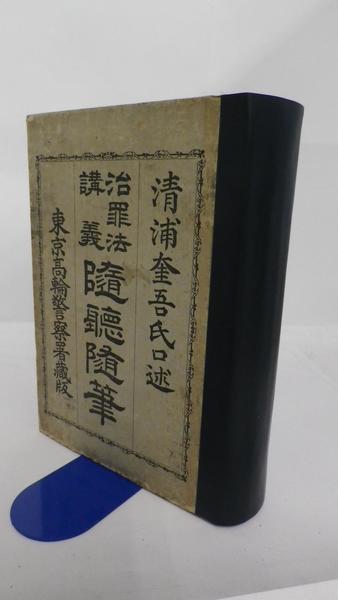 清浦奎吾氏口述
治罪法
講義
隨聽隨筆
東京高輪警察署藏版